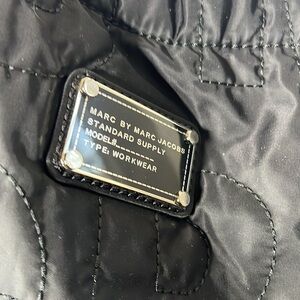 MARC BY MARC JACOBS
STANDARD SUPPLY
MODEL#
TYPE: WORKWEAR